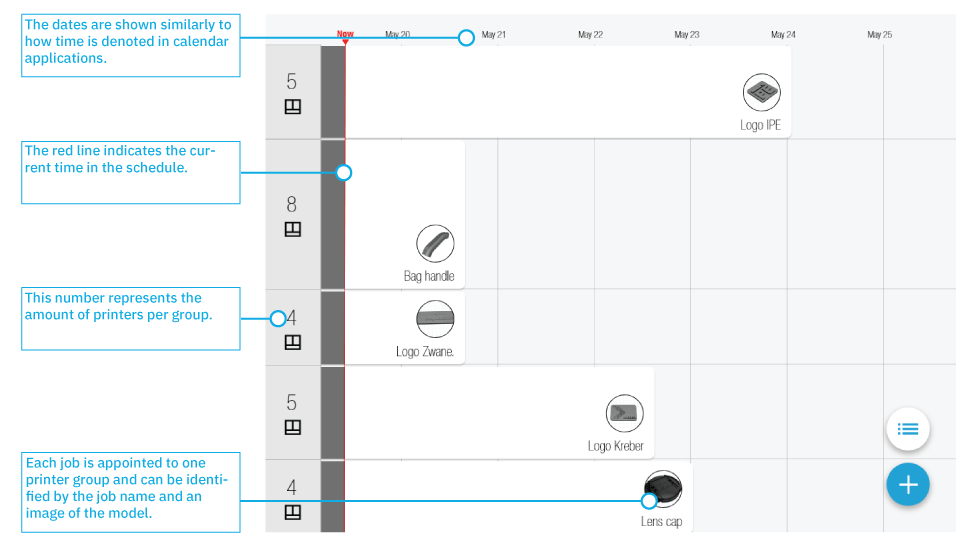 The dates are shown similarly to
how time is denoted in calendar
applications.
Now May 20 May 21 May 22 May 23 May 24 May 25
5
Logo IPE
The red line indicates the cur-
rent time in the schedule.
8
Bag handle
This number represents the
amount of printers per group.
4
Logo Zwane.
5
Logo Kreber
Each job is appointed to one
printer group and can be identi-
fied by the job name and an
image of the model.
4
Lens cap